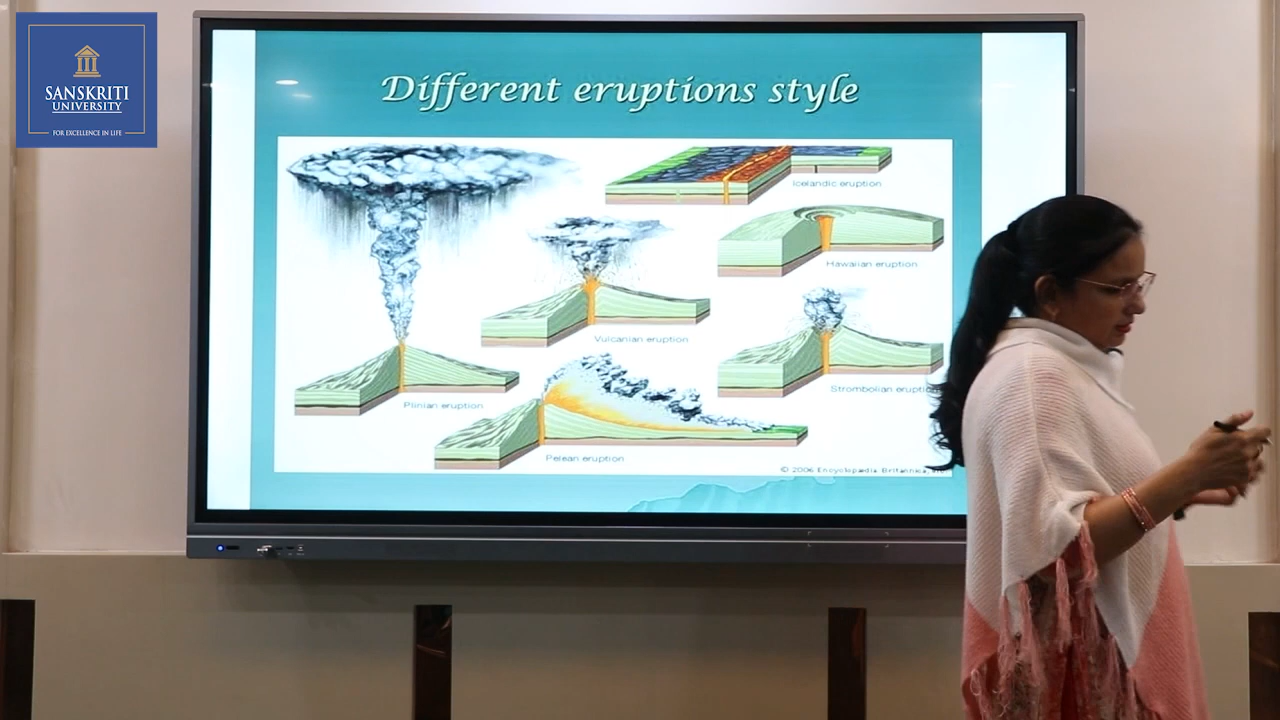 SANSKRITI
UNIVERSITY
FOR EXCELLENCE IN LIFE
Different eruptions style
Icelandic eruption
Hawaiian eruption
Vulcanian eruption
Strombolian eruption
Plinian eruption
Pelean eruption
© 2006 Encyclopædia Britannica,